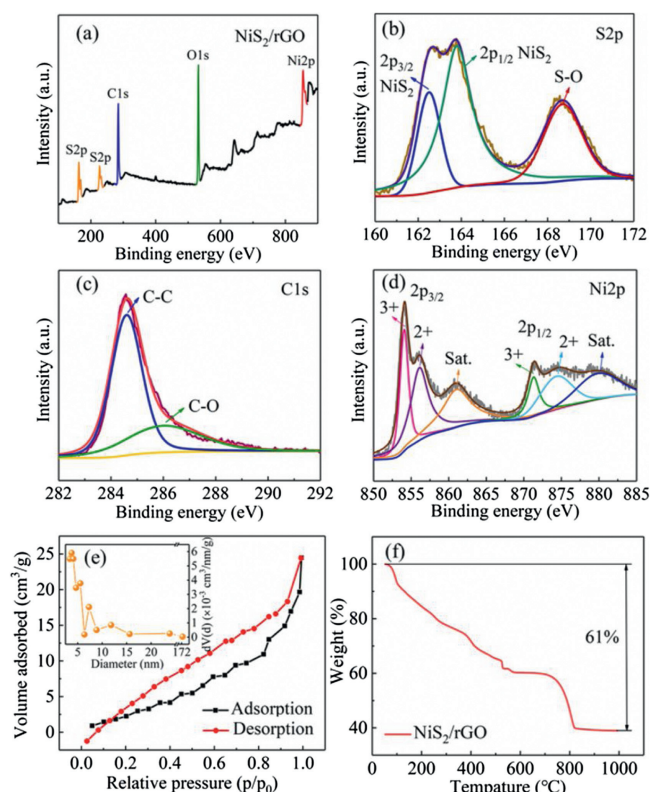 (a)
NiS₂/rGO
O1s
Ni2p
C1s
S2p
S2p
Intensity (a.u.)
200 400 600 800
Binding energy (eV)
(b)
S2p
2p₃/₂
NiS₂
2p₁/₂ NiS₂
S-O
Intensity (a.u.)
160 162 164 166 168 170 172
Binding energy (eV)
(c)
C1s
C-C
C-O
Intensity (a.u.)
282 284 286 288 290 292
Binding energy (eV)
(d)
Ni2p
2p₃/₂
3+
2+
Sat.
2p₁/₂
3+
2+
Sat.
Intensity (a.u.)
850 855 860 865 870 875 880 885
Binding energy (eV)
(e)
Volume adsorbed (cm³/g)
25
20
15
10
5
0
0.0 0.2 0.4 0.6 0.8 1.0
Relative pressure (p/p₀)
Adsorption
Desorption
6
5
4
3
2
1
0
dV(d) (×10⁻³ cm³/nm/g)
5 10 15 20 25 172
Diameter (nm)
(f)
Weight (%)
100
80
60
40
61%
NiS₂/rGO
0 200 400 600 800 1000
Tempature (°C)